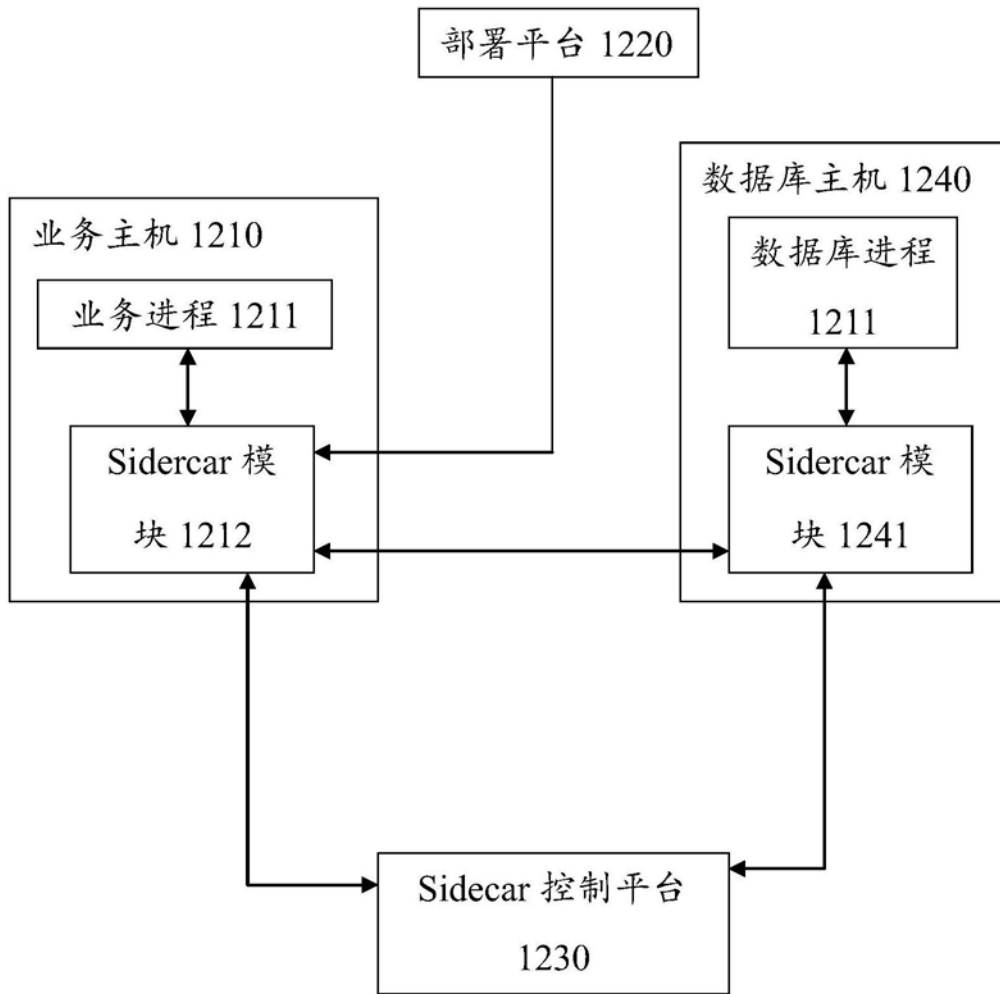 部署平台 1220
数据库主机 1240
业务主机 1210
数据库进程
1211
业务进程 1211
Sidercar 模
块 1212
Sidercar 模
块 1241
Sidecar 控制平台
1230